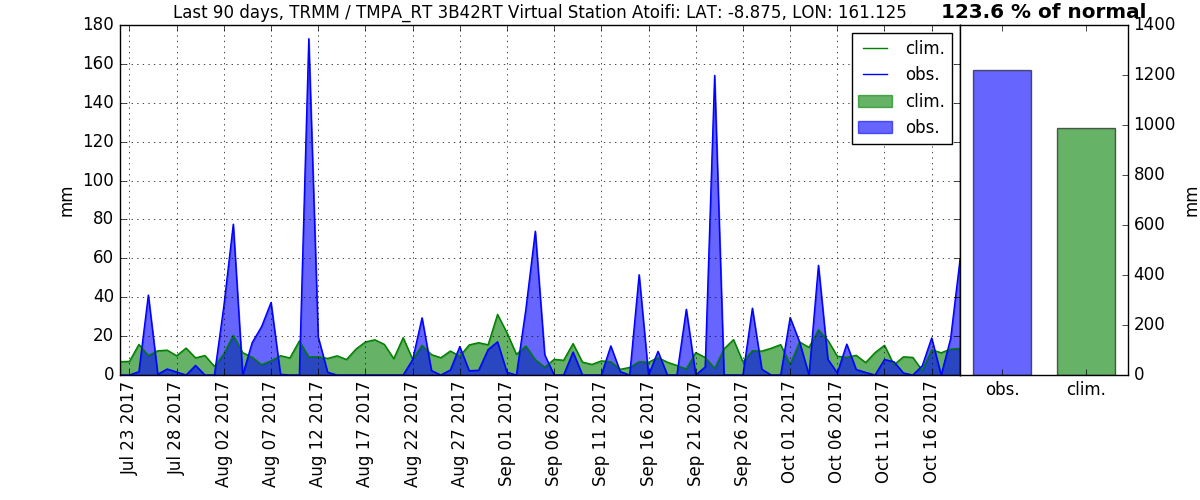 Last 90 days, TRMM / TMPA_RT 3B42RT Virtual Station Atoifi: LAT: -8.875, LON: 161.125
123.6 % of normal
180
160
140
120
100
80
60
40
20
0
mm
clim.
obs.
clim.
obs.
Jul 23 2017
Jul 28 2017
Aug 02 2017
Aug 07 2017
Aug 12 2017
Aug 17 2017
Aug 22 2017
Aug 27 2017
Sep 01 2017
Sep 06 2017
Sep 11 2017
Sep 16 2017
Sep 21 2017
Sep 26 2017
Oct 01 2017
Oct 06 2017
Oct 11 2017
Oct 16 2017
1400
1200
1000
800
600
400
200
0
mm
obs.
clim.